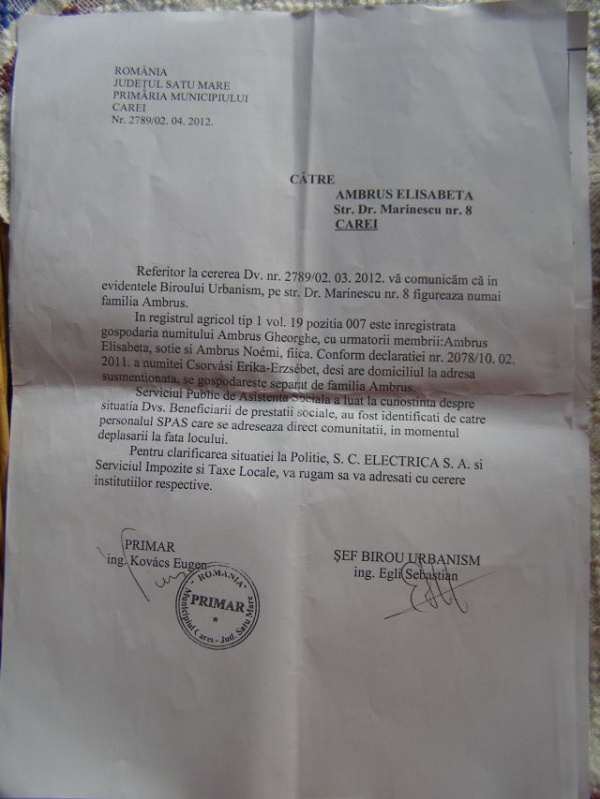 ROMÂNIA
JUDEŢUL SATU MARE
PRIMĂRIA MUNICIPIULUI
CAREI
Nr. 2789/02. 04. 2012.
CĂTRE
AMBRUS ELISABETA
Str. Dr. Marinescu nr. 8
CAREI
Referitor la cererea Dv. nr. 2789/02. 03. 2012. vă comunicăm că in
evidentele Biroului Urbanism, pe str. Dr. Marinescu nr. 8 figureaza numai
familia Ambrus.
In registrul agricol tip 1 vol. 19 pozitia 007 este inregistrata
gospodaria numitului Ambrus Gheorghe, cu urmatorii membrii:Ambrus
Elisabeta, sotie si Ambrus Noémi, fiica. Conform declaratiei nr. 2078/10. 02.
2011. a numitei Csorvási Erika-Erzsébet, desi are domiciliul la adresa
susmentionata, se gospodareste separat de familia Ambrus.
Serviciul Public de Asistenta Sociala a luat la cunostinta despre
situatia Dvs. Beneficiarii de prestatii sociale, au fost identificati de catre
personalul SPAS care se adreseaza direct comunitatii, in momentul
deplasarii la fata locului.
Pentru clarificarea situatiei la Politie, S. C. ELECTRICA S. A. si
Serviciul Impozite si Taxe Locale, va rugam sa va adresati cu cerere
institutiilor respective.
PRIMAR
ing. Kovács Eugen
ŞEF BIROU URBANISM
ing. Egli Sebastian
- ROMANIA -
PRIMAR
*
Municipiul Carei - Jud. Satu Mare